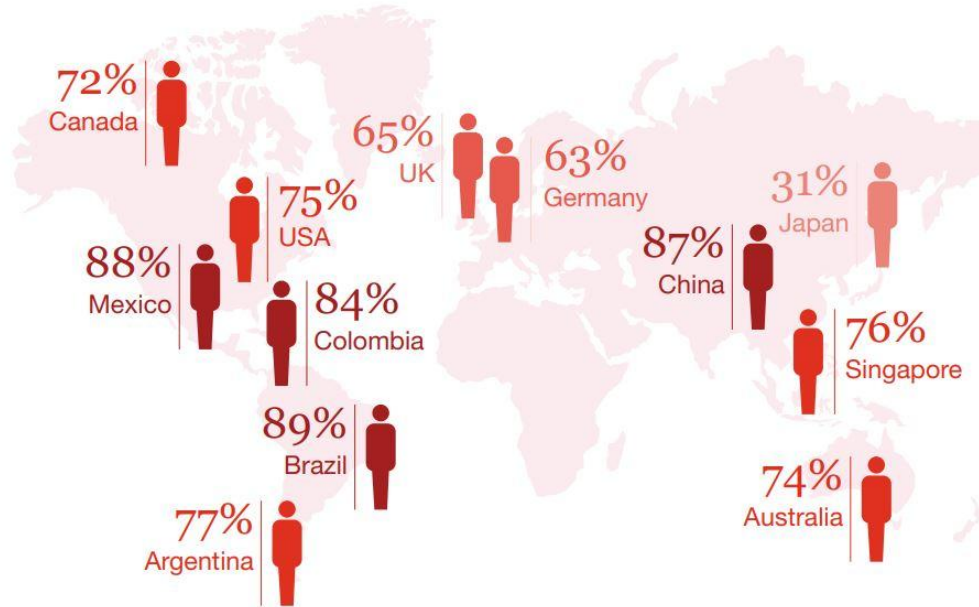 72%
Canada
75%
USA
88%
Mexico
84%
Colombia
89%
Brazil
77%
Argentina
65%
UK
63%
Germany
31%
Japan
87%
China
76%
Singapore
74%
Australia